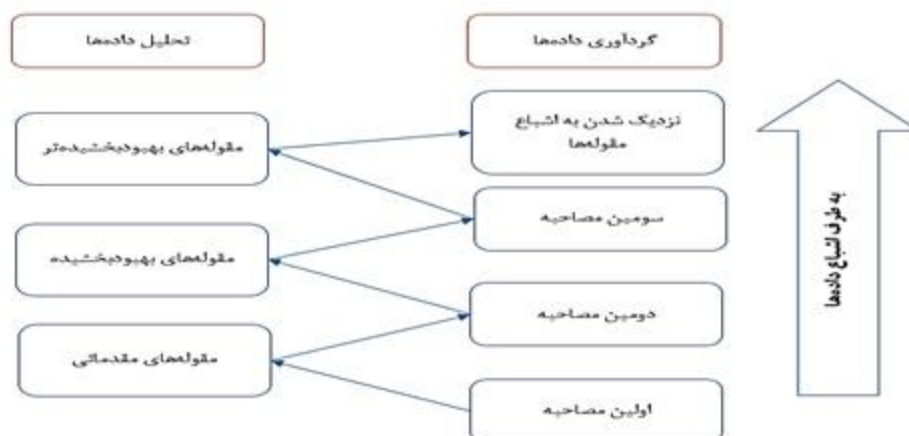 گردآوری داده‌ها
تحلیل داده‌ها
نزدیک شدن به اشباع
مقوله‌ها
مقوله‌های بهبودبخشیده‌تر
سومین مصاحبه
مقوله‌های بهبودبخشیده
دومین مصاحبه
مقوله‌های مقدماتی
اولین مصاحبه
به طرف اشباع داده‌ها